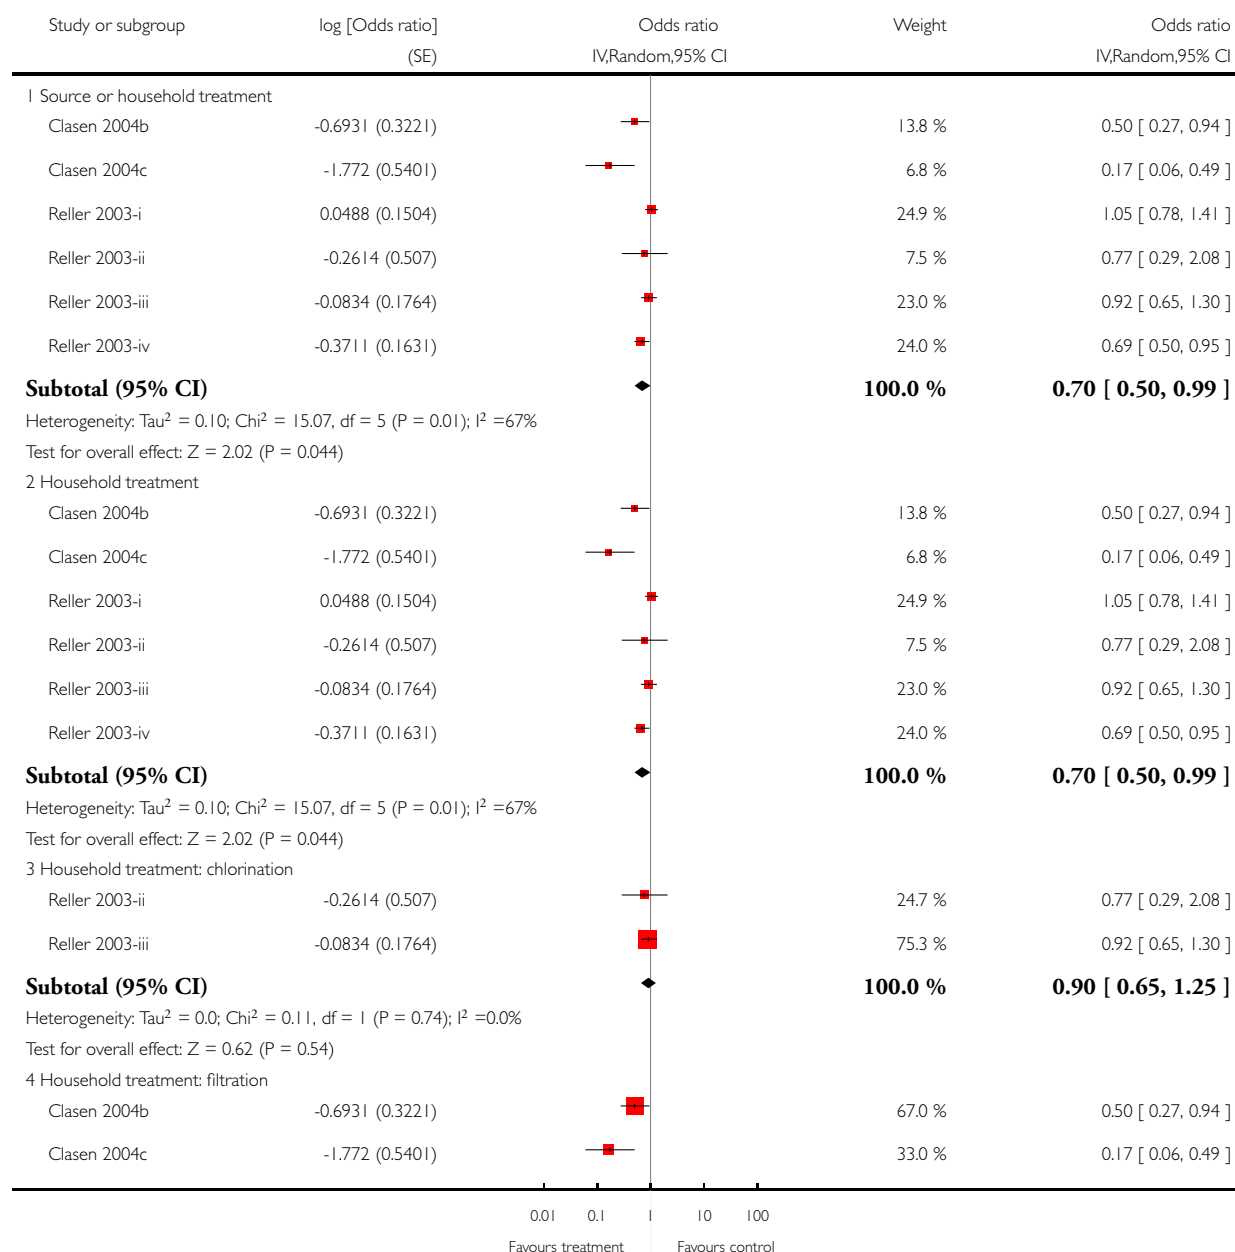 Study or subgroup log [Odds ratio] Odds ratio Weight Odds ratio
(SE) IV,Random,95% CI IV,Random,95% CI
1 Source or household treatment
Clasen 2004b -0.6931 (0.3221) 13.8 % 0.50 [ 0.27, 0.94 ]
Clasen 2004c -1.772 (0.5401) 6.8 % 0.17 [ 0.06, 0.49 ]
Reller 2003-i 0.0488 (0.1504) 24.9 % 1.05 [ 0.78, 1.41 ]
Reller 2003-ii -0.2614 (0.507) 7.5 % 0.77 [ 0.29, 2.08 ]
Reller 2003-iii -0.0834 (0.1764) 23.0 % 0.92 [ 0.65, 1.30 ]
Reller 2003-iv -0.3711 (0.1631) 24.0 % 0.69 [ 0.50, 0.95 ]
Subtotal (95% CI) 100.0 % 0.70 [ 0.50, 0.99 ]
Heterogeneity: Tau² = 0.10; Chi² = 15.07, df = 5 (P = 0.01); I² =67%
Test for overall effect: Z = 2.02 (P = 0.044)
2 Household treatment
Clasen 2004b -0.6931 (0.3221) 13.8 % 0.50 [ 0.27, 0.94 ]
Clasen 2004c -1.772 (0.5401) 6.8 % 0.17 [ 0.06, 0.49 ]
Reller 2003-i 0.0488 (0.1504) 24.9 % 1.05 [ 0.78, 1.41 ]
Reller 2003-ii -0.2614 (0.507) 7.5 % 0.77 [ 0.29, 2.08 ]
Reller 2003-iii -0.0834 (0.1764) 23.0 % 0.92 [ 0.65, 1.30 ]
Reller 2003-iv -0.3711 (0.1631) 24.0 % 0.69 [ 0.50, 0.95 ]
Subtotal (95% CI) 100.0 % 0.70 [ 0.50, 0.99 ]
Heterogeneity: Tau² = 0.10; Chi² = 15.07, df = 5 (P = 0.01); I² =67%
Test for overall effect: Z = 2.02 (P = 0.044)
3 Household treatment: chlorination
Reller 2003-ii -0.2614 (0.507) 24.7 % 0.77 [ 0.29, 2.08 ]
Reller 2003-iii -0.0834 (0.1764) 75.3 % 0.92 [ 0.65, 1.30 ]
Subtotal (95% CI) 100.0 % 0.90 [ 0.65, 1.25 ]
Heterogeneity: Tau² = 0.0; Chi² = 0.11, df = 1 (P = 0.74); I² =0.0%
Test for overall effect: Z = 0.62 (P = 0.54)
4 Household treatment: filtration
Clasen 2004b -0.6931 (0.3221) 67.0 % 0.50 [ 0.27, 0.94 ]
Clasen 2004c -1.772 (0.5401) 33.0 % 0.17 [ 0.06, 0.49 ]
0.01 0.1 1 10 100
Favours treatment Favours control